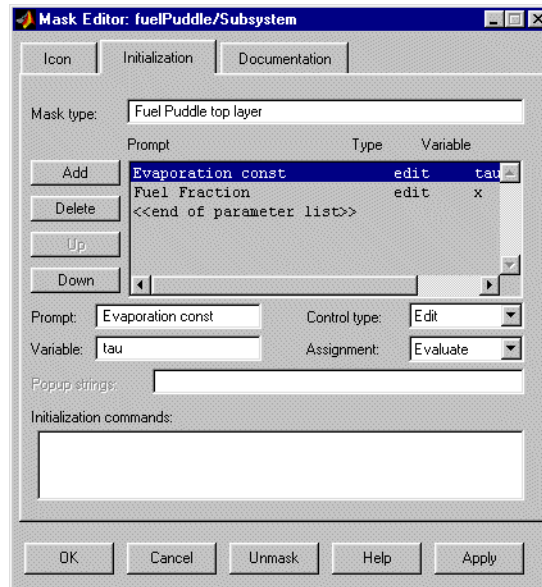 Mask Editor: fuelPuddle/Subsystem
Icon Initialization Documentation
Mask type: Fuel Puddle top layer
Prompt Type Variable
Add
Evaporation const edit tau
Fuel Fraction edit x
Delete
<<end of parameter list>>
Up
Down
Prompt: Evaporation const Control type: Edit
Variable: tau Assignment: Evaluate
Popup strings:
Initialization commands:
OK Cancel Unmask Help Apply